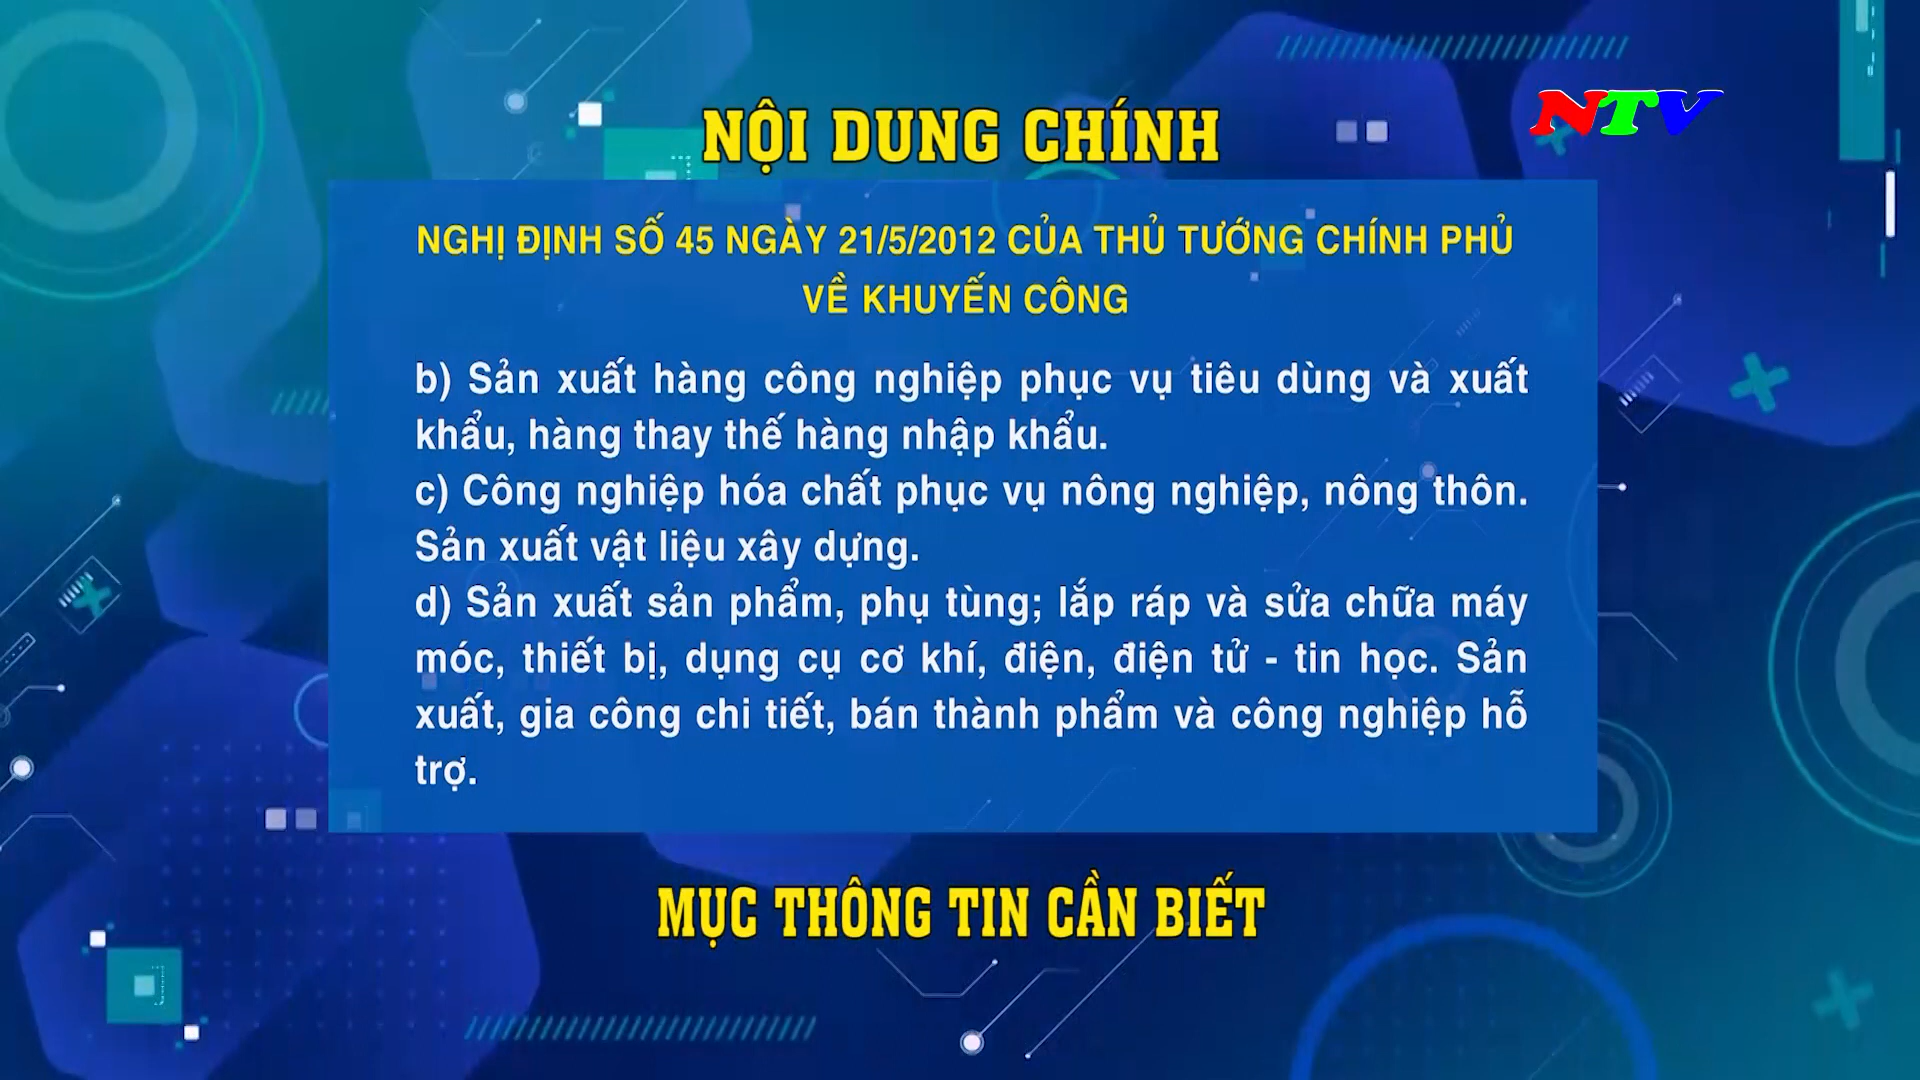 NTV
NỘI DUNG CHÍNH
NGHỊ ĐỊNH SỐ 45 NGÀY 21/5/2012 CỦA THỦ TƯỚNG CHÍNH PHỦ
VỀ KHUYẾN CÔNG
b) Sản xuất hàng công nghiệp phục vụ tiêu dùng và xuất
khẩu, hàng thay thế hàng nhập khẩu.
c) Công nghiệp hóa chất phục vụ nông nghiệp, nông thôn.
Sản xuất vật liệu xây dựng.
d) Sản xuất sản phẩm, phụ tùng; lắp ráp và sửa chữa máy
móc, thiết bị, dụng cụ cơ khí, điện, điện tử - tin học. Sản
xuất, gia công chi tiết, bán thành phẩm và công nghiệp hỗ
trợ.
MỤC THÔNG TIN CẦN BIẾT